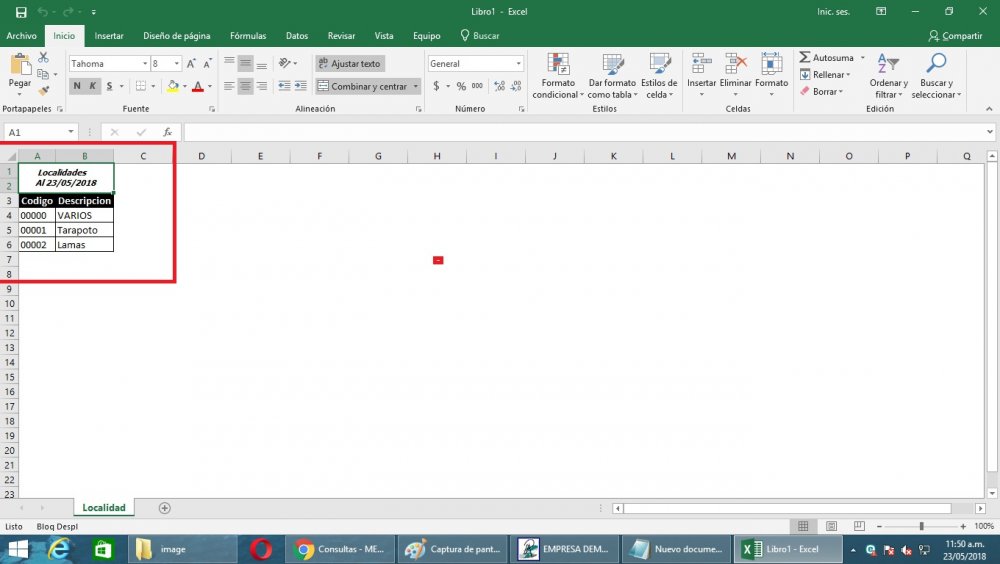 Libro1 - Excel
Inic. ses.
Archivo Inicio Insertar Diseño de página Fórmulas Datos Revisar Vista Equipo Buscar Compartir
Pegar
Tahoma 8
N K S
A A
Ajustar texto
Combinar y centrar
General
$ % 000
Formato condicional
Dar formato como tabla
Estilos de celda
Insertar Eliminar Formato
Autosuma
Rellenar
Borrar
Ordenar y filtrar
Buscar y seleccionar
Portapapeles Fuente Alineación Número Estilos Celdas Edición
A1 fx
A B C D E F G H I J K L M N O P Q
1 Localidades
2 Al 23/05/2018
3 Codigo Descripcion
4 00000 VARIOS
5 00001 Tarapoto
6 00002 Lamas
7
8
9
10
11
12
13
14
15
16
17
18
19
20
21
22
23
Localidad
Listo Bloq Despl 100%
image Consultas - ME... Captura de pant... EMPRESA DEM... Nuevo docume... Libro1 - Excel
11:50 a.m.
23/05/2018